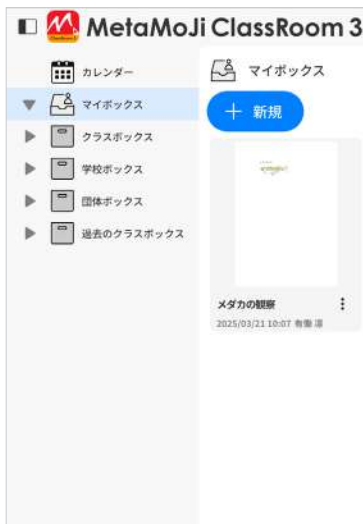 MetaMoJi ClassRoom 3
カレンダー
マイボックス
クラスボックス
学校ボックス
団体ボックス
過去のクラスボックス
マイボックス
＋ 新規
メダカの観察
2025/03/21 10:07 有働 凛